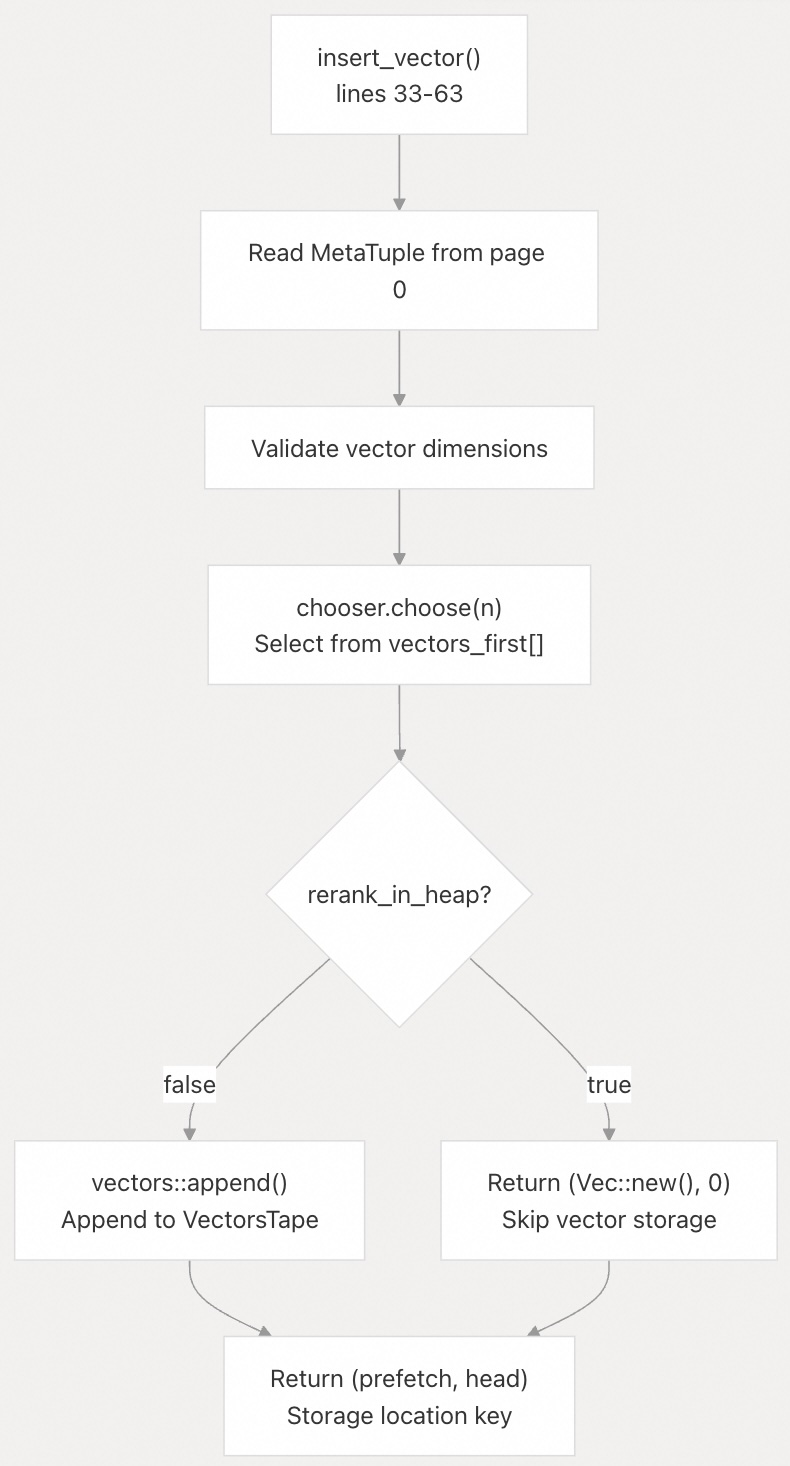 insert_vector()
lines 33-63
Read MetaTuple from page
0
Validate vector dimensions
chooser.choose(n)
Select from vectors_first[]
rerank_in_heap?
false
true
vectors::append()
Append to VectorsTape
Return (Vec::new(), 0)
Skip vector storage
Return (prefetch, head)
Storage location key